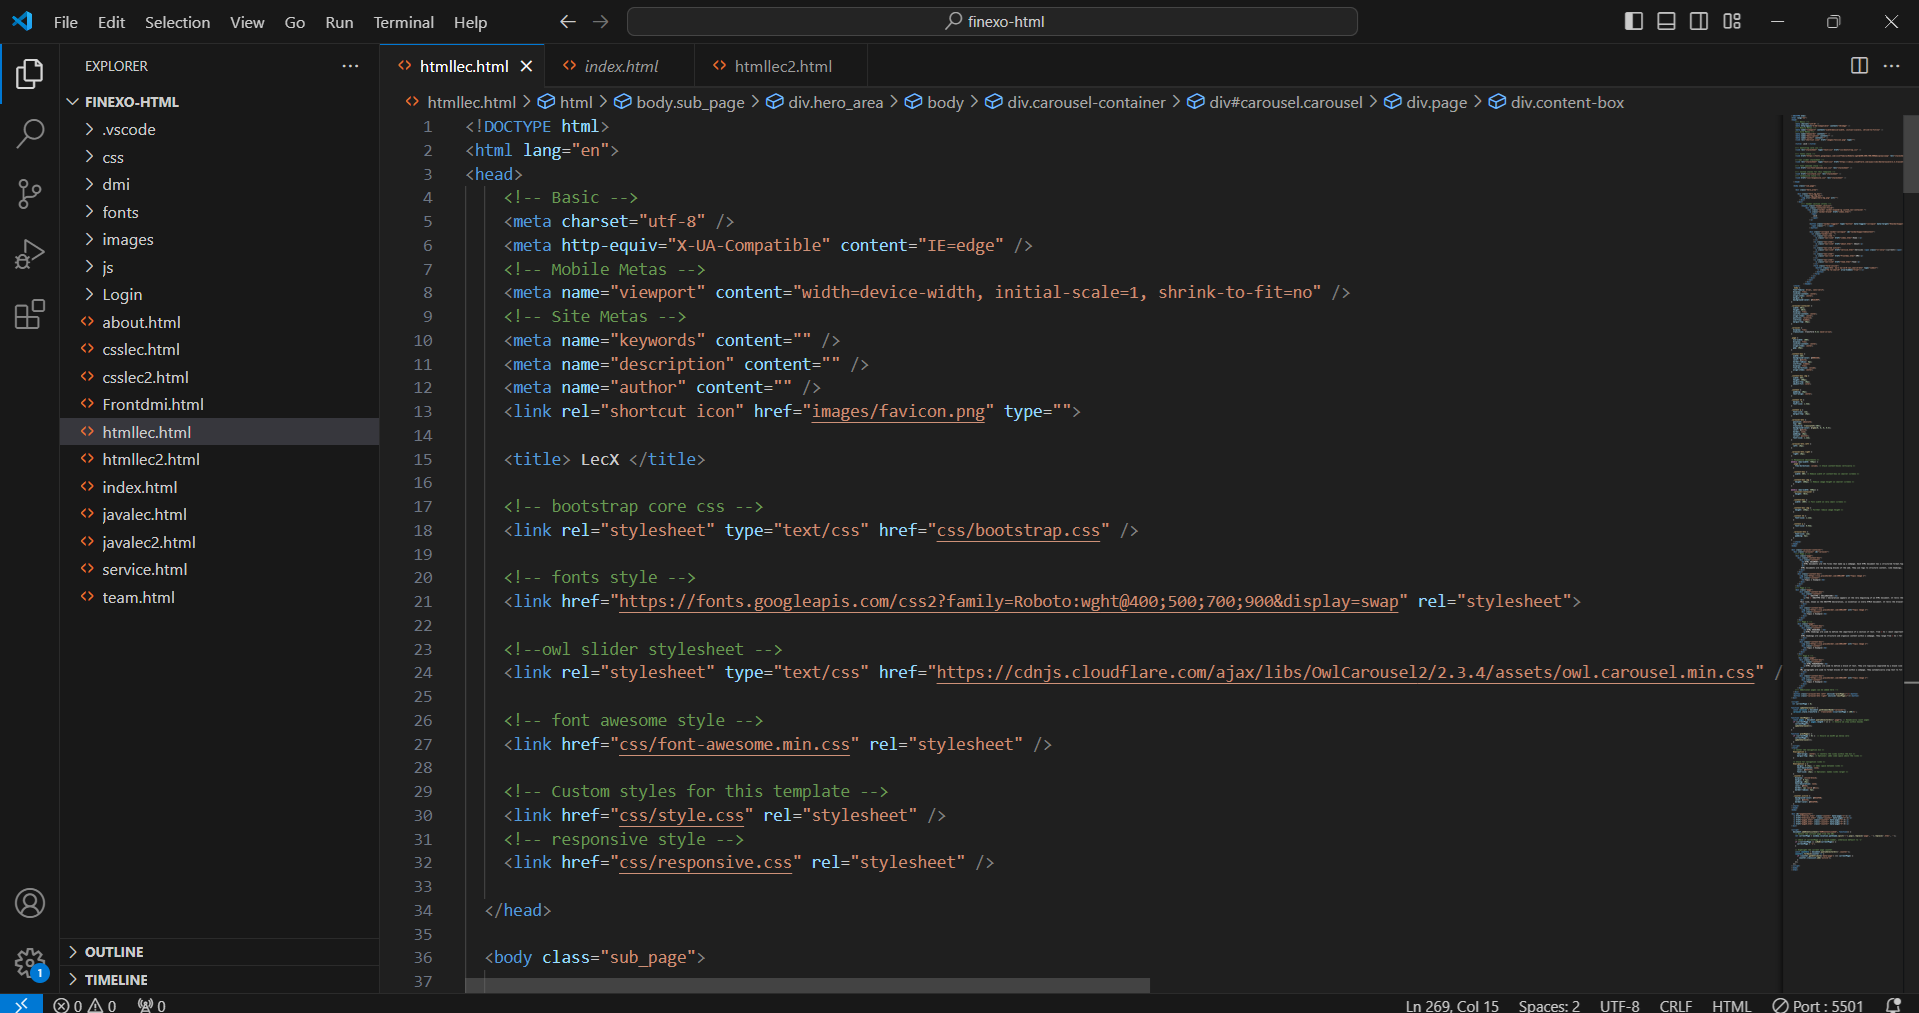 File Edit Selection View Go Run Terminal Help
finexo-html
EXPLORER
FINEXO-HTML
.vscode
css
dmi
fonts
images
js
Login
about.html
csslec.html
csslec2.html
Frontdmi.html
htmllec.html
htmllec2.html
index.html
javalec.html
javalec2.html
service.html
team.html
OUTLINE
TIMELINE
1
htmllec.html
index.html
htmllec2.html
htmllec.html > html > body.sub_page > div.hero_area > body > div.carousel-container > div#carousel.carousel > div.page > div.content-box
1 <!DOCTYPE html>
2 <html lang="en">
3 <head>
4 <!-- Basic -->
5 <meta charset="utf-8" />
6 <meta http-equiv="X-UA-Compatible" content="IE=edge" />
7 <!-- Mobile Metas -->
8 <meta name="viewport" content="width=device-width, initial-scale=1, shrink-to-fit=no" />
9 <!-- Site Metas -->
10 <meta name="keywords" content="" />
11 <meta name="description" content="" />
12 <meta name="author" content="" />
13 <link rel="shortcut icon" href="images/favicon.png" type="">
14
15 <title> LecX </title>
16
17 <!-- bootstrap core css -->
18 <link rel="stylesheet" type="text/css" href="css/bootstrap.css" />
19
20 <!-- fonts style -->
21 <link href="https://fonts.googleapis.com/css2?family=Roboto:wght@400;500;700;900&display=swap" rel="stylesheet">
22
23 <!--owl slider stylesheet -->
24 <link rel="stylesheet" type="text/css" href="https://cdnjs.cloudflare.com/ajax/libs/OwlCarousel2/2.3.4/assets/owl.carousel.min.css" /
25
26 <!-- font awesome style -->
27 <link href="css/font-awesome.min.css" rel="stylesheet" />
28
29 <!-- Custom styles for this template -->
30 <link href="css/style.css" rel="stylesheet" />
31 <!-- responsive style -->
32 <link href="css/responsive.css" rel="stylesheet" />
33
34 </head>
35
36 <body class="sub_page">
37
0 0 0
Ln 269, Col 15 Spaces: 2 UTF-8 CRLF HTML Port : 5501